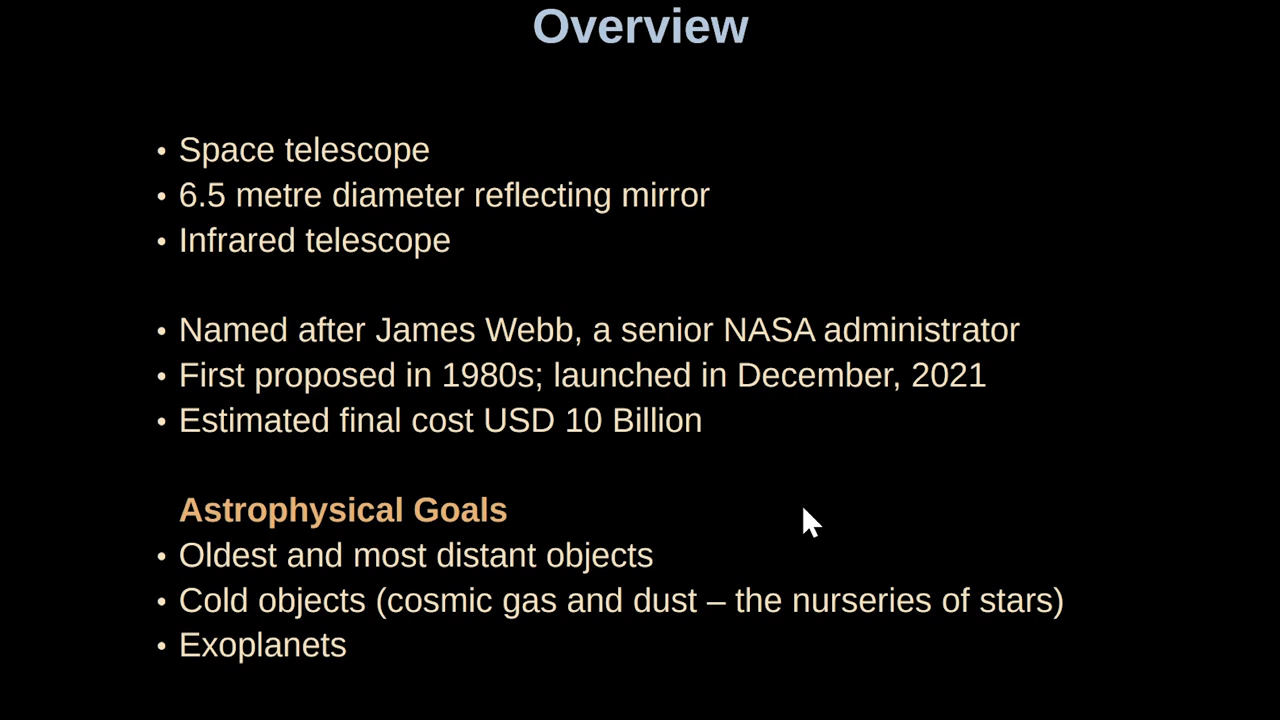 Overview
• Space telescope
• 6.5 metre diameter reflecting mirror
• Infrared telescope
• Named after James Webb, a senior NASA administrator
• First proposed in 1980s; launched in December, 2021
• Estimated final cost USD 10 Billion
Astrophysical Goals
• Oldest and most distant objects
• Cold objects (cosmic gas and dust – the nurseries of stars)
• Exoplanets